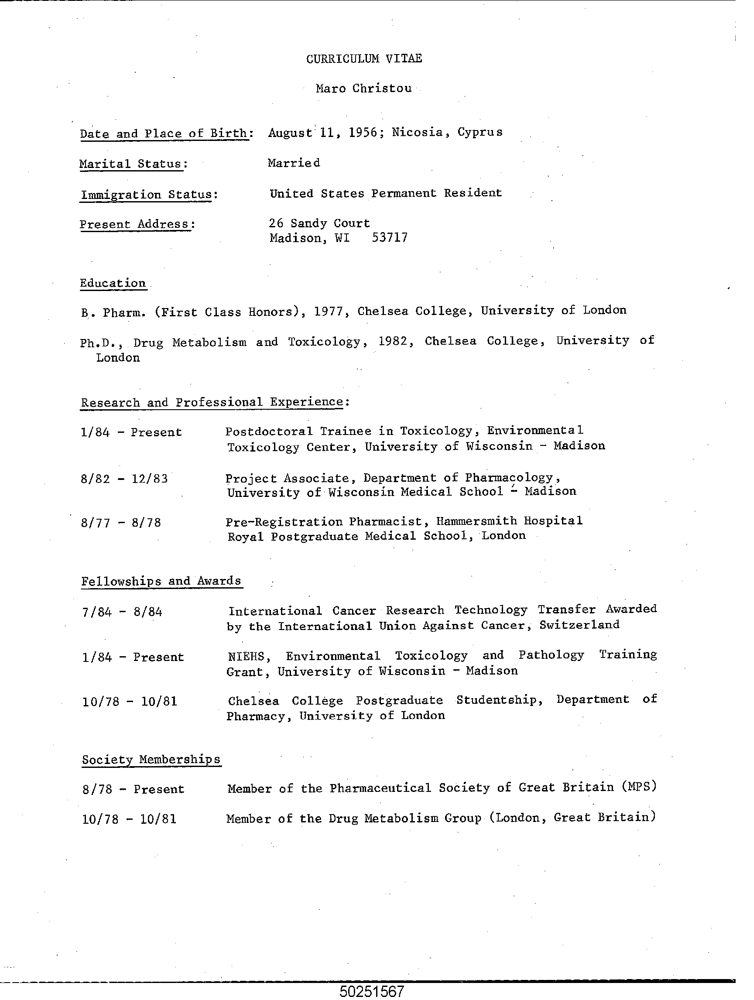 CURRICULUM VITAE
Maro Christou
Date and Place of Birth: August 11, 1956; Nicosia, Cyprus
Marital Status: Married
Immigration Status: United States Permanent Resident
Present Address: 26 Sandy Court
Madison, WI 53717
Education
B. Pharm. (First Class Honors), 1977, Chelsea College, University of London
Ph.D., Drug Metabolism and Toxicology, 1982, Chelsea College, University of
London
Research and Professional Experience:
1/84 - Present Postdoctoral Trainee in Toxicology, Environmental
Toxicology Center, University of Wisconsin - Madison
8/82 - 12/83 Project Associate, Department of Pharmacology,
University of Wisconsin Medical School - Madison
8/77 - 8/78 Pre-Registration Pharmacist, Hammersmith Hospital
Royal Postgraduate Medical School, London
Fellowships and Awards
7/84 - 8/84 International Cancer Research Technology Transfer Awarded
by the International Union Against Cancer, Switzerland
1/84 - Present NIEHS, Environmental Toxicology and Pathology Training
Grant, University of Wisconsin - Madison
10/78 - 10/81 Chelsea College Postgraduate Studentship, Department of
Pharmacy, University of London
Society Memberships
8/78 - Present Member of the Pharmaceutical Society of Great Britain (MPS)
10/78 - 10/81 Member of the Drug Metabolism Group (London, Great Britain)
50251567